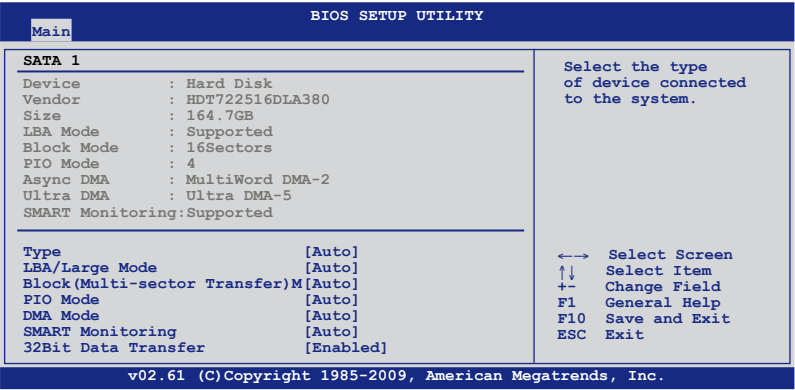 BIOS SETUP UTILITY
Main
SATA 1
Device : Hard Disk
Vendor : HDT722516DLA380
Size : 164.7GB
LBA Mode : Supported
Block Mode : 16Sectors
PIO Mode : 4
Async DMA : MultiWord DMA-2
Ultra DMA : Ultra DMA-5
SMART Monitoring:Supported
Type [Auto]
LBA/Large Mode [Auto]
Block(Multi-sector Transfer)M[Auto]
PIO Mode [Auto]
DMA Mode [Auto]
SMART Monitoring [Auto]
32Bit Data Transfer [Enabled]
Select the type
of device connected
to the system.
←→ Select Screen
↑↓ Select Item
+- Change Field
F1 General Help
F10 Save and Exit
ESC Exit
v02.61 (C)Copyright 1985-2009, American Megatrends, Inc.